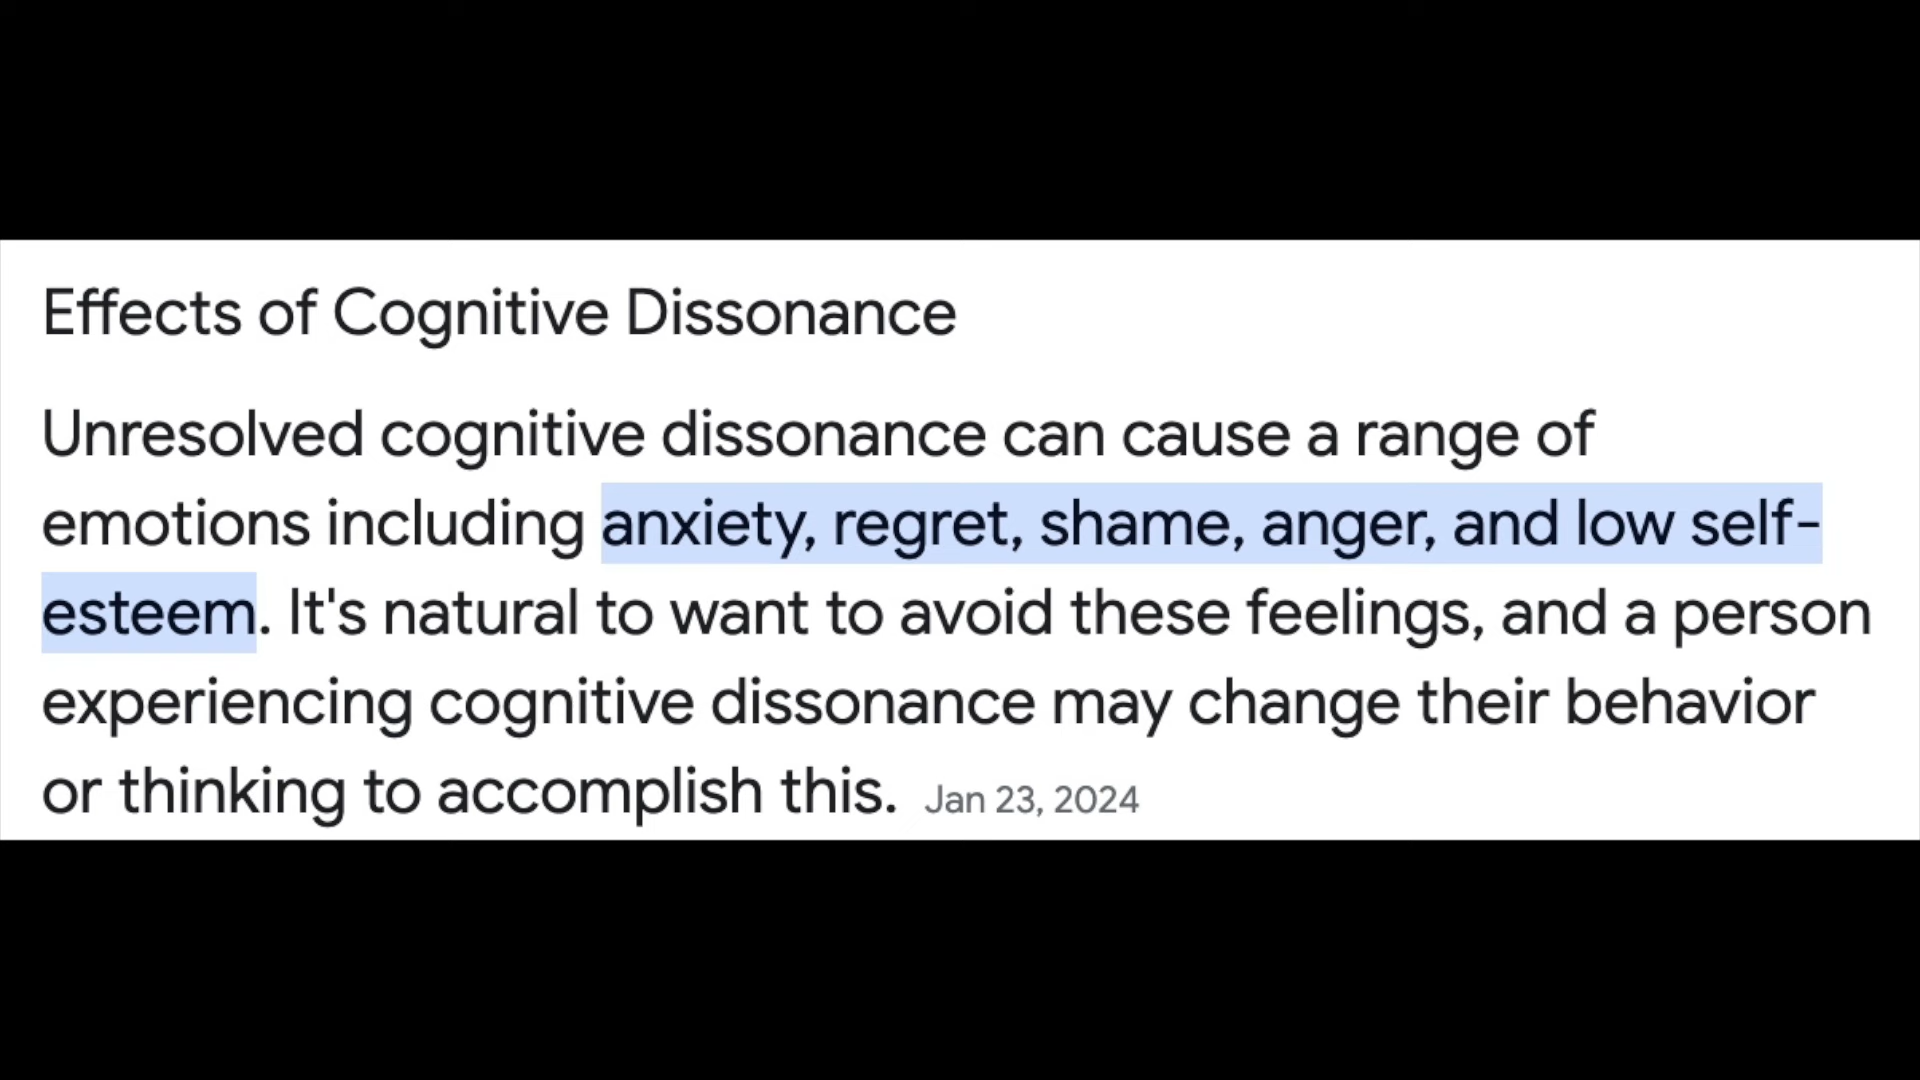 Effects of Cognitive Dissonance
Unresolved cognitive dissonance can cause a range of
emotions including anxiety, regret, shame, anger, and low self-
esteem. It's natural to want to avoid these feelings, and a person
experiencing cognitive dissonance may change their behavior
or thinking to accomplish this. Jan 23, 2024